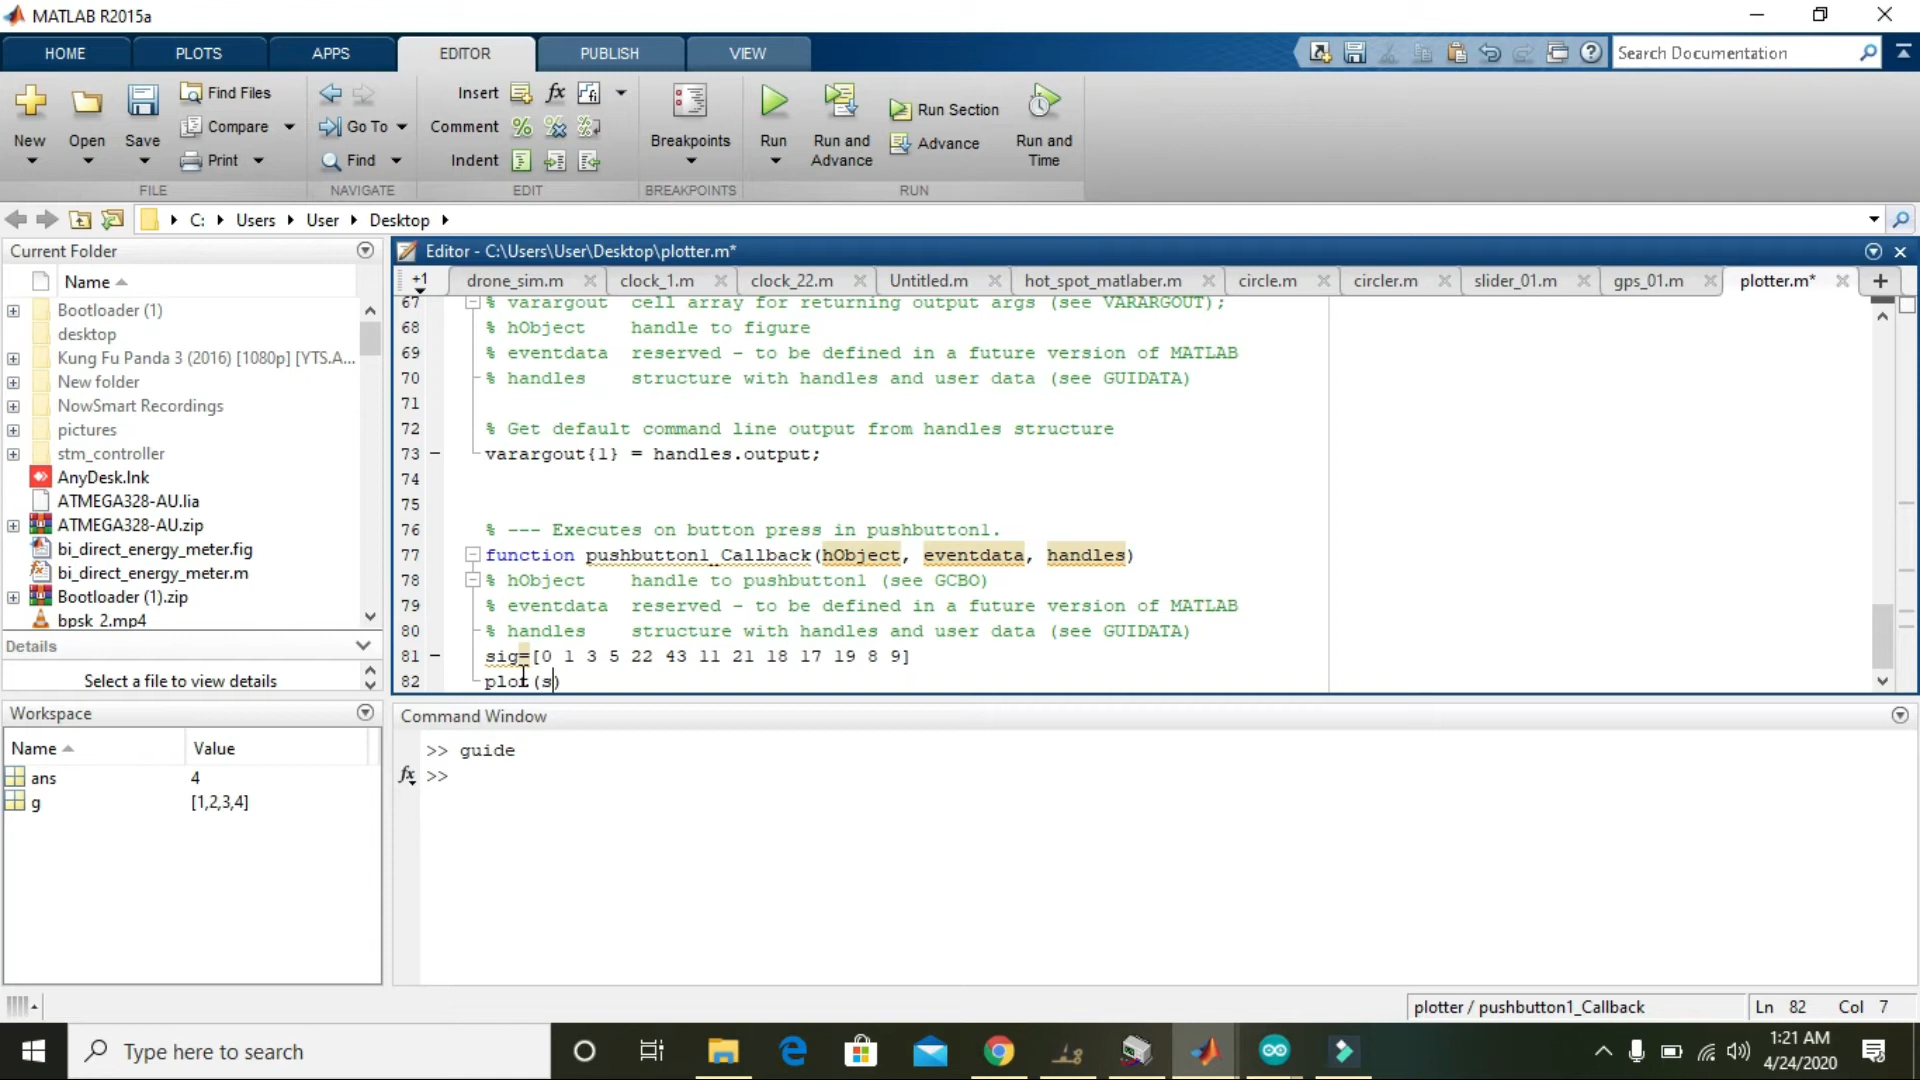 MATLAB R2015a
HOME PLOTS APPS EDITOR PUBLISH VIEW Search Documentation
New Open Save Find Files Compare Print
Go To Find
Insert Comment Indent
Breakpoints Run Run and Advance Run Section Advance Run and Time
FILE NAVIGATE EDIT BREAKPOINTS RUN
C: Users User Desktop
Current Folder
Name
Bootloader (1)
desktop
Kung Fu Panda 3 (2016) [1080p] [YTS.A...
New folder
NowSmart Recordings
pictures
stm_controller
AnyDesk.lnk
ATMEGA328-AU.lia
ATMEGA328-AU.zip
bi_direct_energy_meter.fig
bi_direct_energy_meter.m
Bootloader (1).zip
bpsk_2.mp4
Details
Select a file to view details
Workspace
Name Value
ans 4
g [1,2,3,4]
Editor - C:\Users\User\Desktop\plotter.m*
+1 drone_sim.m clock_1.m clock_22.m Untitled.m hot_spot_matlaber.m circle.m circler.m slider_01.m gps_01.m plotter.m*
67 % varargout cell array for returning output args (see VARARGOUT);
68 % hObject handle to figure
69 % eventdata reserved - to be defined in a future version of MATLAB
70 % handles structure with handles and user data (see GUIDATA)
71
72 % Get default command line output from handles structure
73 varargout{1} = handles.output;
74
75
76 % --- Executes on button press in pushbutton1.
77 function pushbutton1_Callback(hObject, eventdata, handles)
78 % hObject handle to pushbutton1 (see GCBO)
79 % eventdata reserved - to be defined in a future version of MATLAB
80 % handles structure with handles and user data (see GUIDATA)
81 sig=[0 1 3 5 22 43 11 21 18 17 19 8 9]
82 plot(s)
Command Window
>> guide
fx >>
plotter / pushbutton1_Callback Ln 82 Col 7
Type here to search
1:21 AM
4/24/2020